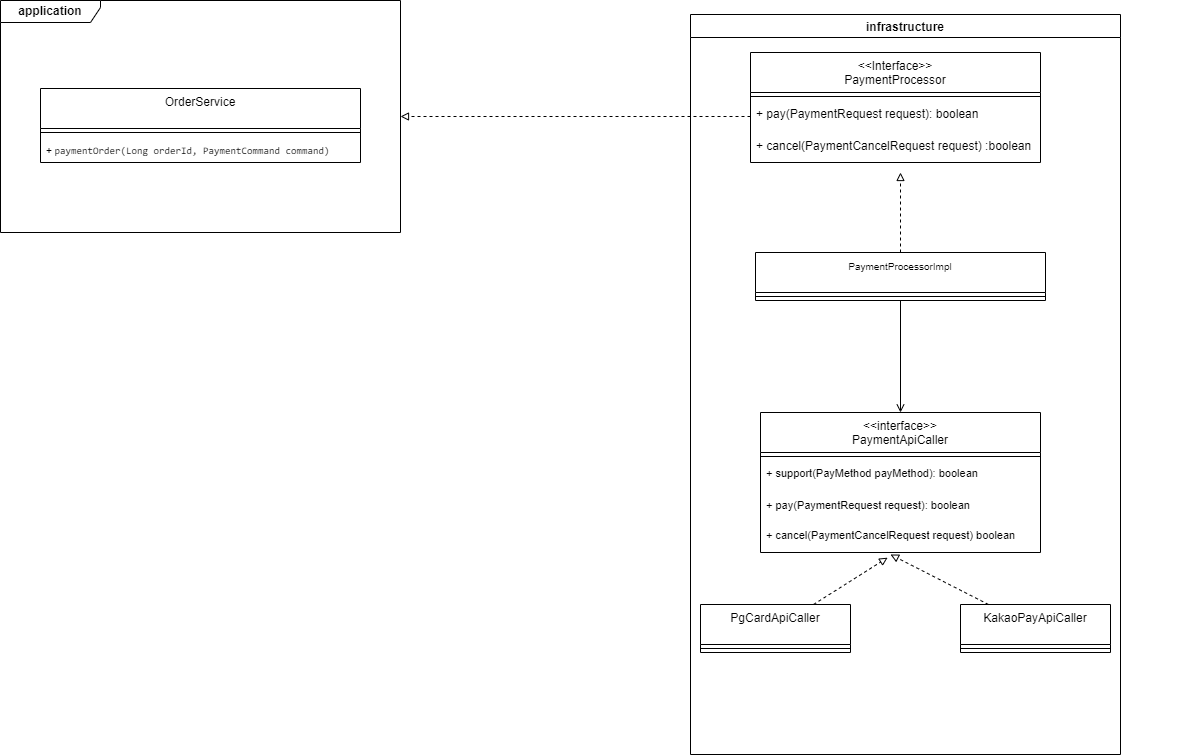 application
OrderService
+ paymentOrder(Long orderId, PaymentCommand command)
infrastructure
<<Interface>>
PaymentProcessor
+ pay(PaymentRequest request): boolean
+ cancel(PaymentCancelRequest request) :boolean
PaymentProcessorImpl
<<interface>>
PaymentApiCaller
+ support(PayMethod payMethod): boolean
+ pay(PaymentRequest request): boolean
+ cancel(PaymentCancelRequest request) boolean
PgCardApiCaller
KakaoPayApiCaller